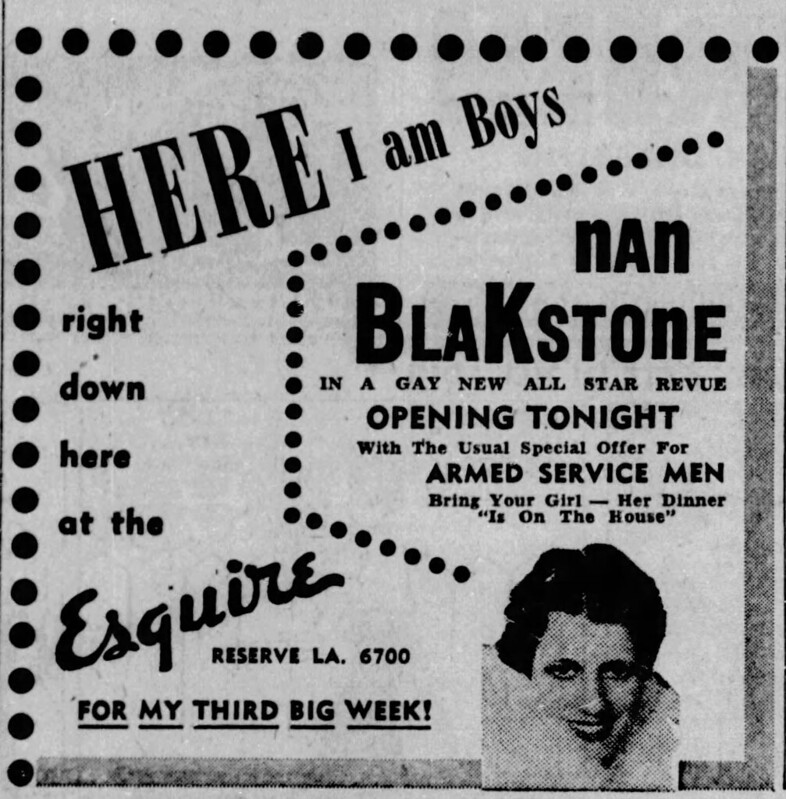 HERE I am Boys
right
down
here
at the
Esquire
RESERVE LA. 6700
FOR MY THIRD BIG WEEK!
nAn
BLAKSTOnE
IN A GAY NEW ALL STAR REVUE
OPENING TONIGHT
With The Usual Special Offer For
ARMED SERVICE MEN
Bring Your Girl — Her Dinner
"Is On The House"